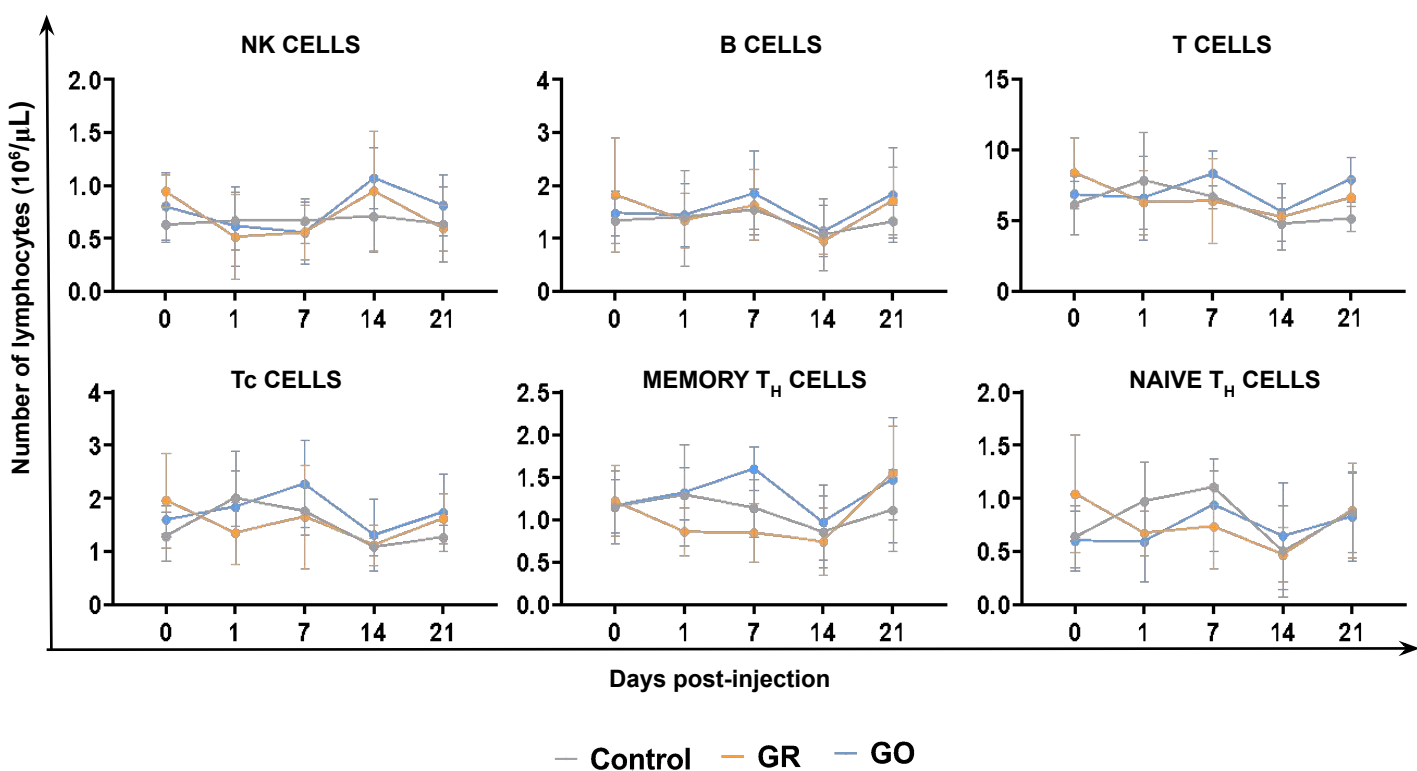 NK CELLS
B CELLS
T CELLS
2.0
1.5
1.0
0.5
0.0
0 1 7 14 21
4
3
2
1
0
0 1 7 14 21
15
10
5
0
0 1 7 14 21
Number of lymphocytes (10⁶/μL)
Tc CELLS
MEMORY T_H CELLS
NAIVE T_H CELLS
4
3
2
1
0
0 1 7 14 21
2.5
2.0
1.5
1.0
0.5
0.0
0 1 7 14 21
2.0
1.5
1.0
0.5
0.0
0 1 7 14 21
Days post-injection
Control GR GO